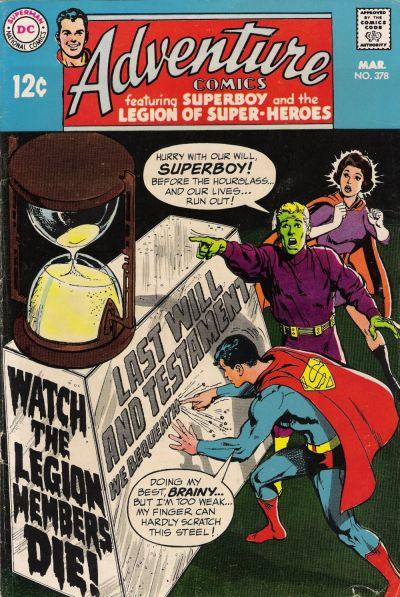 SUPERMAN
DC
NATIONAL COMICS
12¢
Adventure
COMICS
featuring SUPERBOY and the
LEGION OF SUPER-HEROES
APPROVED
BY THE
COMICS
CODE
AUTHORITY
MAR.
NO. 378
HURRY WITH OUR WILL,
SUPERBOY!
BEFORE THE HOURGLASS...
AND OUR LIVES...
RUN OUT!
LAST WILL
AND TESTAMENT
WE BEQUEATH
WATCH
THE
LEGION
MEMBERS
DIE!
DOING MY
BEST, BRAINY...
BUT I'M TOO WEAK...
MY FINGER CAN
HARDLY SCRATCH
THIS STEEL!